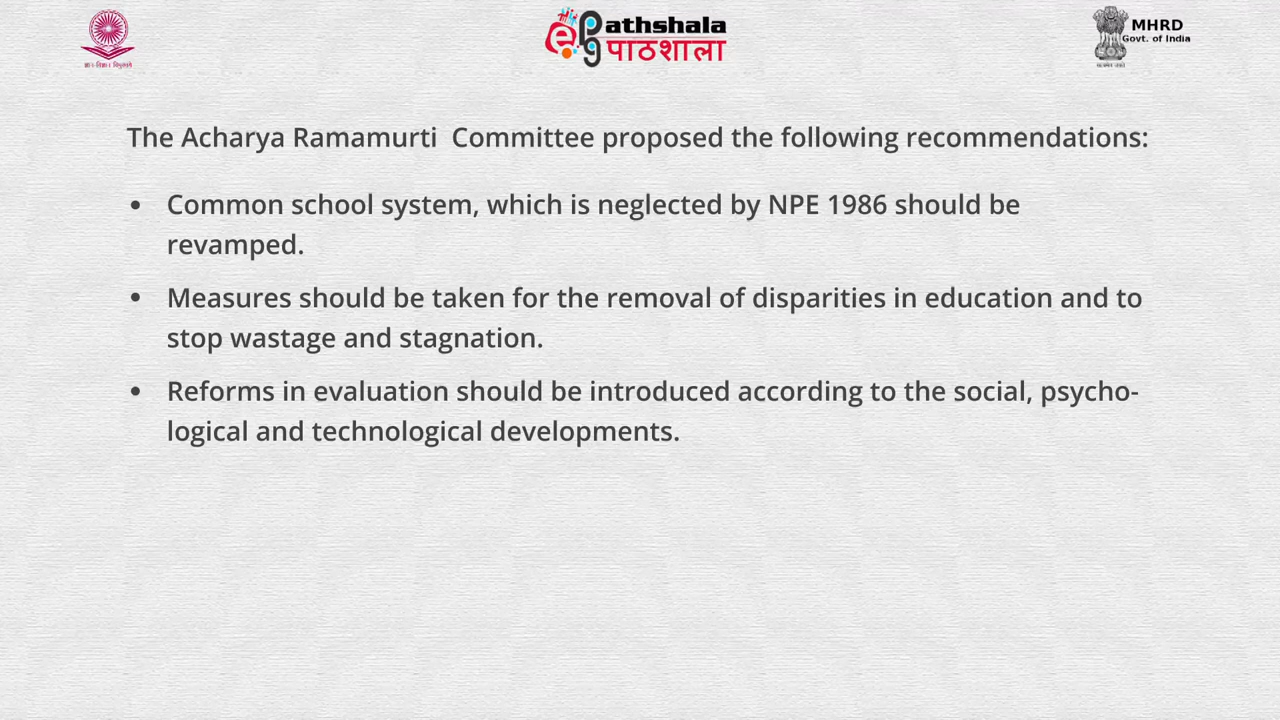 ePG Pathshala
पाठशाला
MHRD
Govt. of India
The Acharya Ramamurti Committee proposed the following recommendations:
• Common school system, which is neglected by NPE 1986 should be
revamped.
• Measures should be taken for the removal of disparities in education and to
stop wastage and stagnation.
• Reforms in evaluation should be introduced according to the social, psycho-
logical and technological developments.